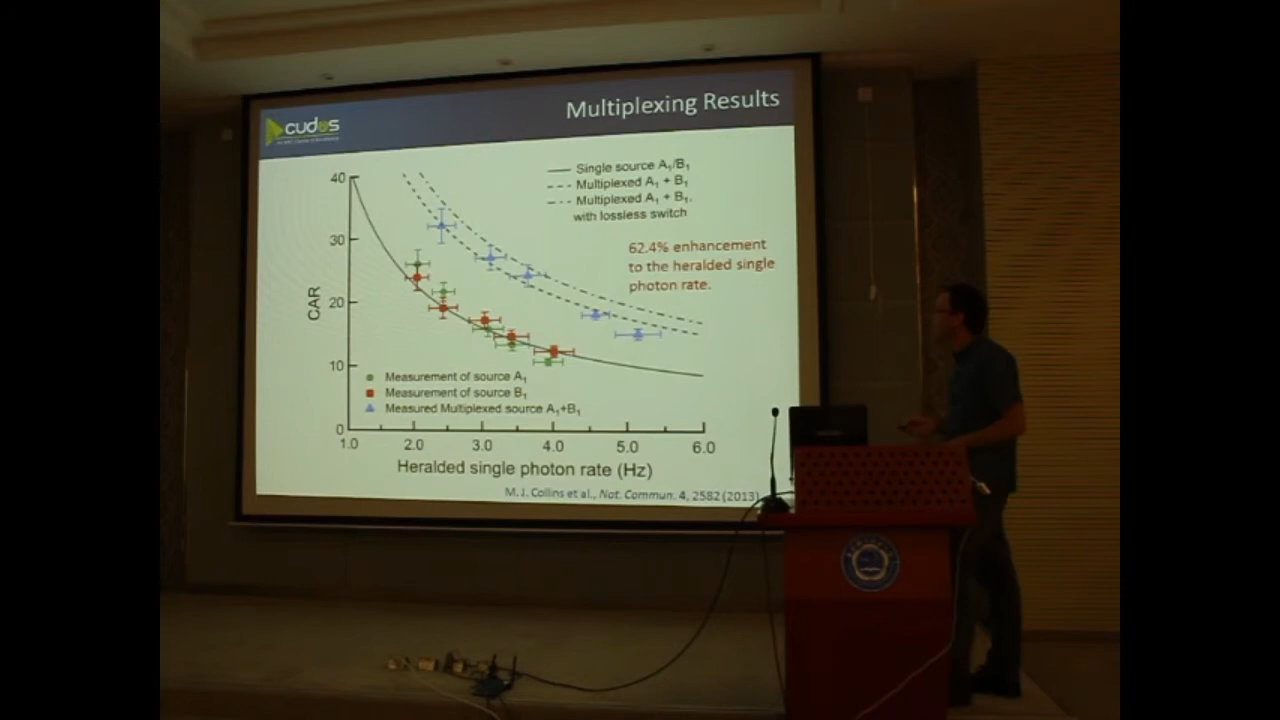 Multiplexing Results
cudos
Single source A₁/B₁
Multiplexed A₁ + B₁
Multiplexed A₁ + B₁.
with lossless switch
62.4% enhancement
to the heralded single
photon rate.
40
30
20
10
0
CAR
Measurement of source A₁
Measurement of source B₁
Measured Multiplexed source A₁+B₁
1.0 2.0 3.0 4.0 5.0 6.0
Heralded single photon rate (Hz)
M. J. Collins et al., Nat. Commun. 4, 2582 (2013)